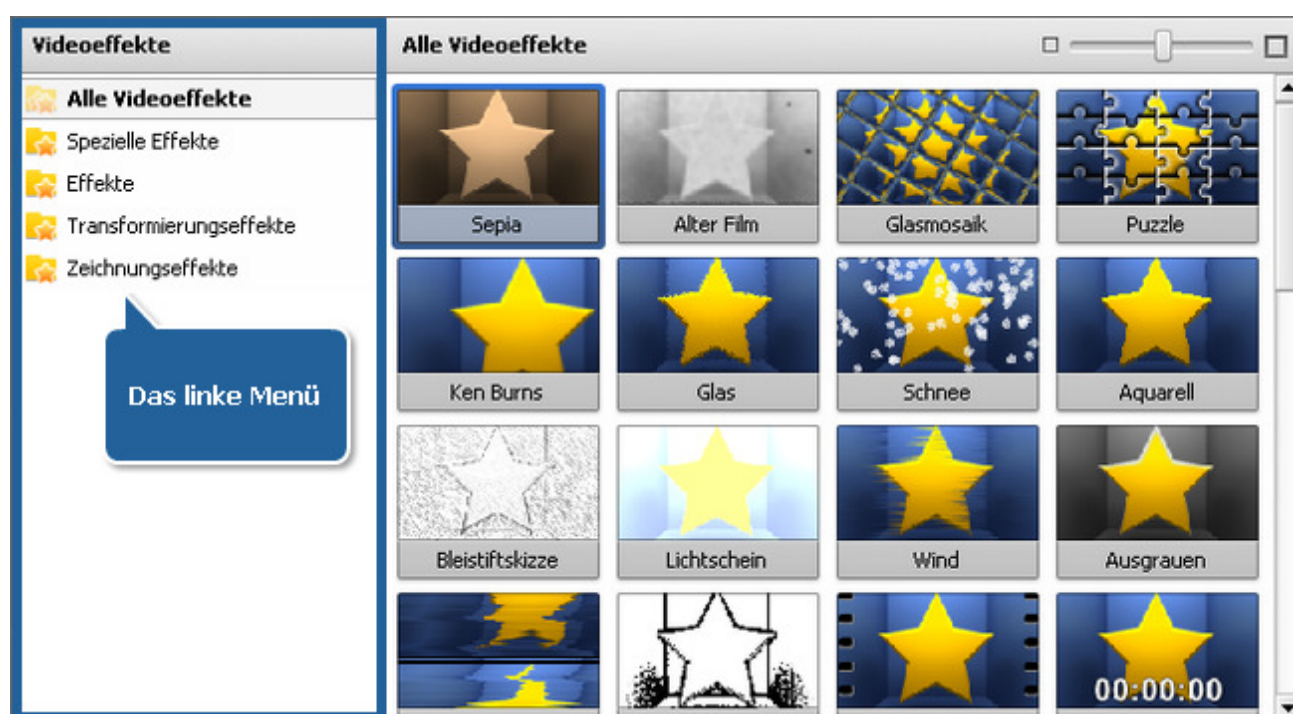 Videoeffekte
Alle Videoeffekte
Spezielle Effekte
Effekte
Transformierungseffekte
Zeichnungseffekte
Das linke Menü
Alle Videoeffekte
Sepia
Alter Film
Glasmosaik
Puzzle
Ken Burns
Glas
Schnee
Aquarell
Bleistiftskizze
Lichtschein
Wind
Ausgrauen
00:00:00